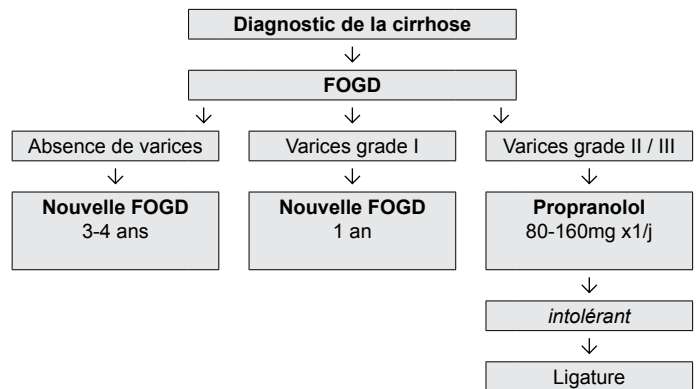 Diagnostic de la cirrhose
FOGD
Absence de varices
Varices grade I
Varices grade II / III
Nouvelle FOGD
3-4 ans
Nouvelle FOGD
1 an
Propranolol
80-160mg x1/j
intolérant
Ligature